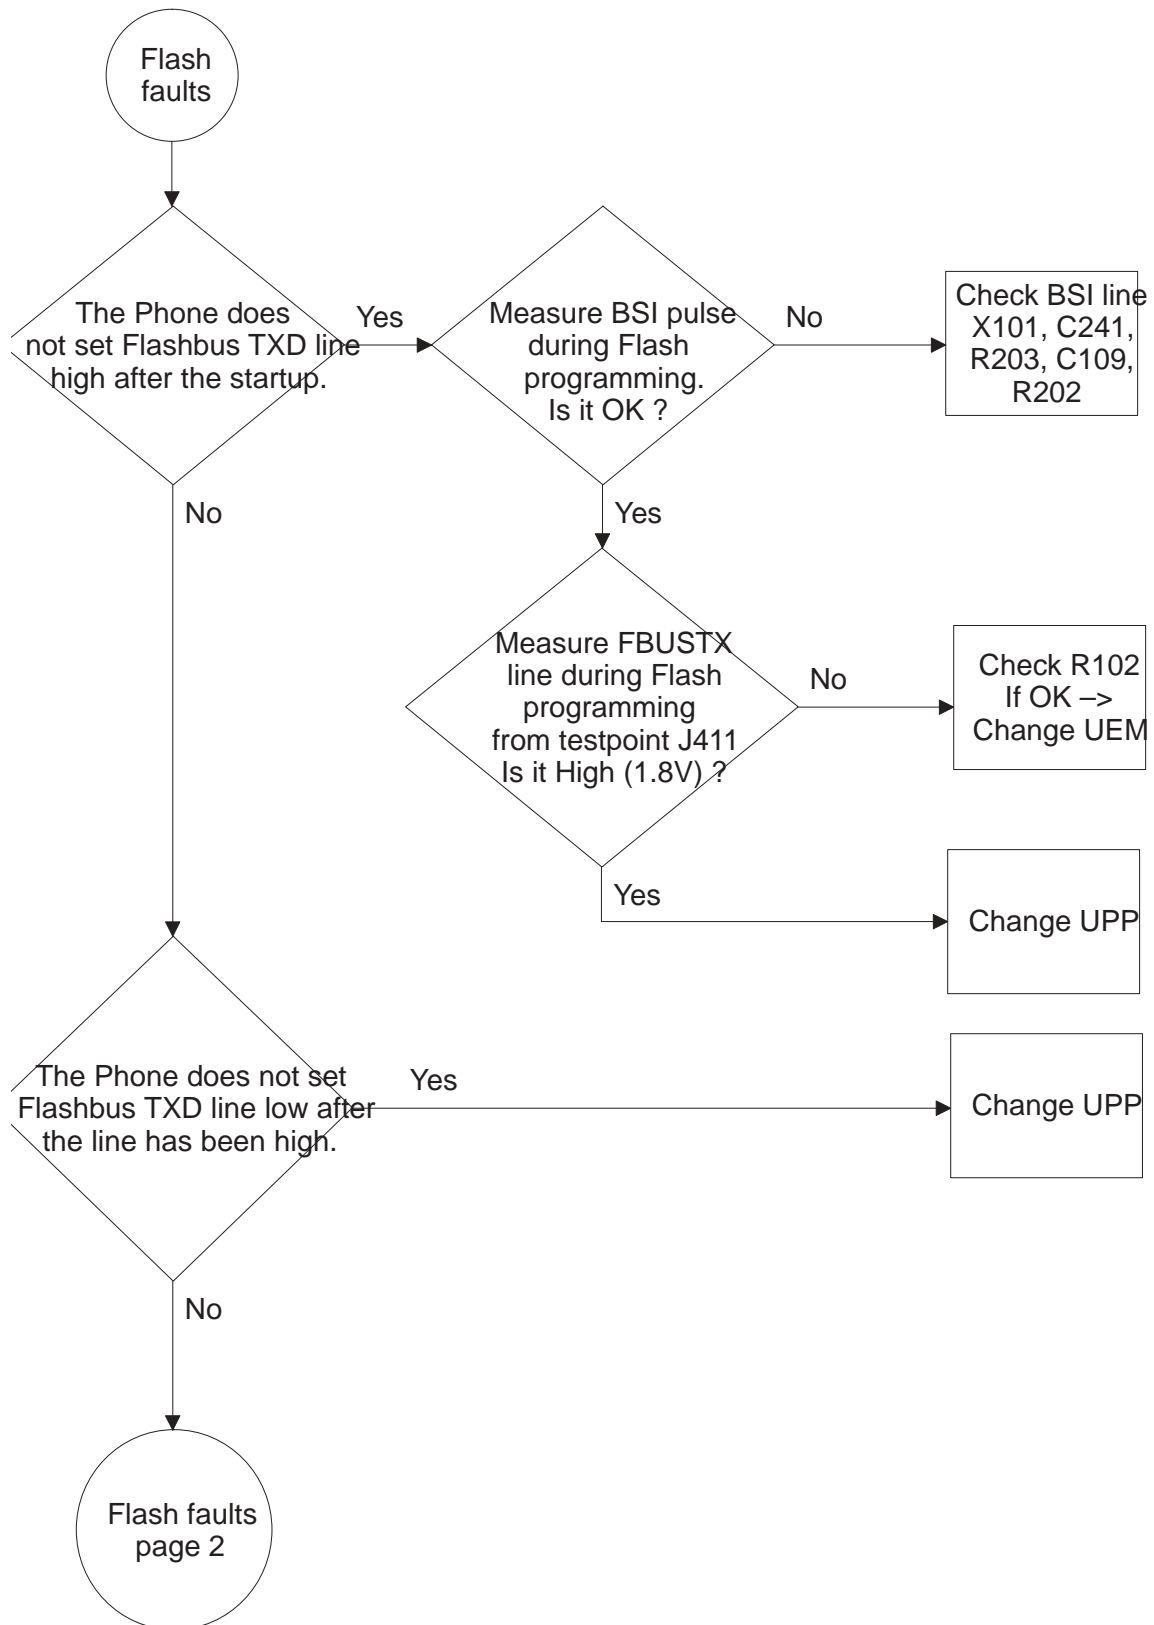 Flash
faults
The Phone does
not set Flashbus TXD line
high after the startup.
Yes
Measure BSI pulse
during Flash
programming.
Is it OK ?
No
Check BSI line
X101, C241,
R203, C109,
R202
No
Yes
Measure FBUSTX
line during Flash
programming
from testpoint J411
Is it High (1.8V) ?
No
Check R102
If OK –>
Change UEM
Yes
Change UPP
The Phone does not set
Flashbus TXD line low after
the line has been high.
Yes
Change UPP
No
Flash faults
page 2